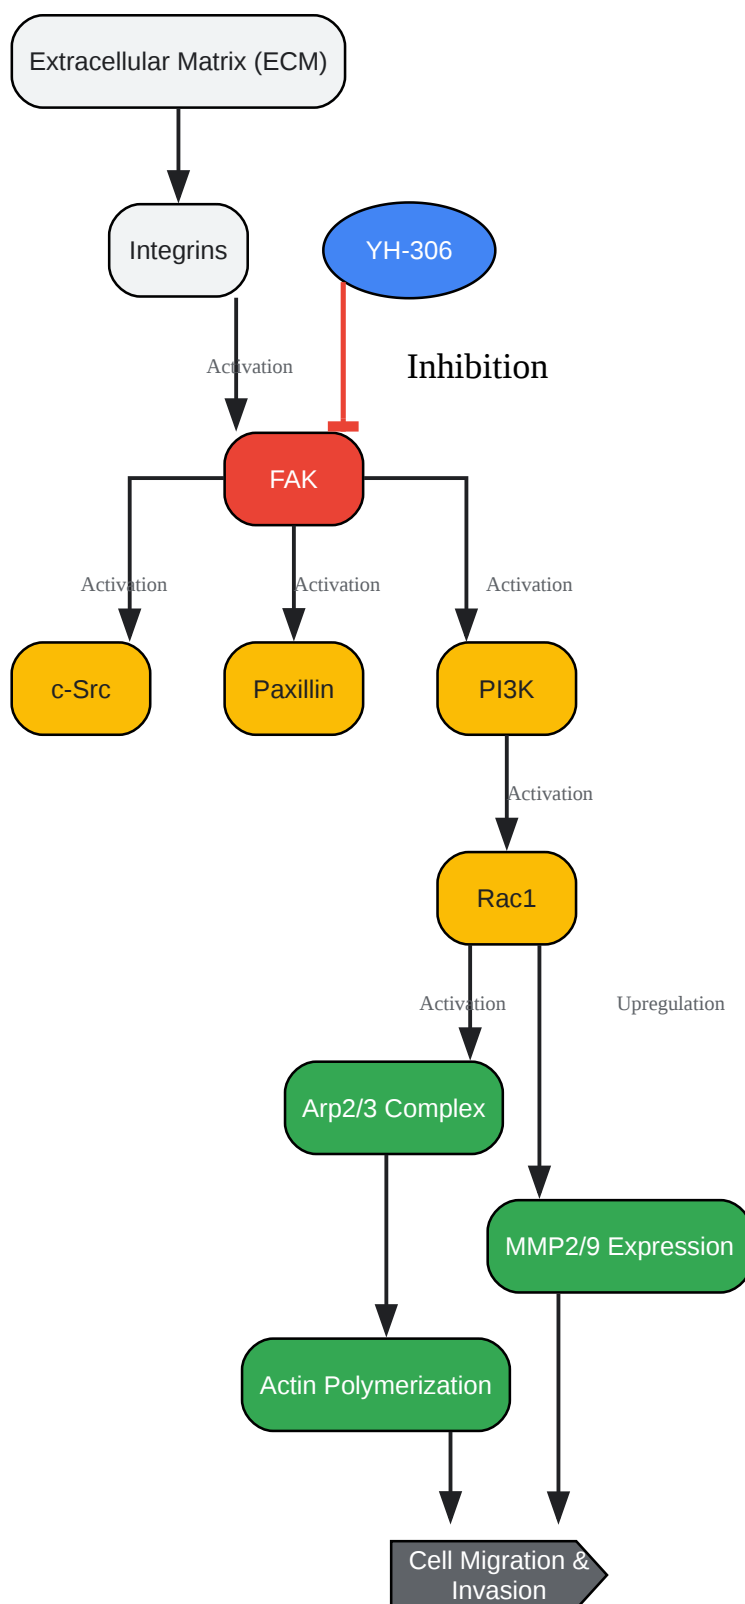 Extracellular Matrix (ECM)
Integrins
YH-306
Activation
Inhibition
FAK
Activation
Activation
Activation
c-Src
Paxillin
PI3K
Activation
Rac1
Activation
Upregulation
Arp2/3 Complex
MMP2/9 Expression
Actin Polymerization
Cell Migration &
Invasion